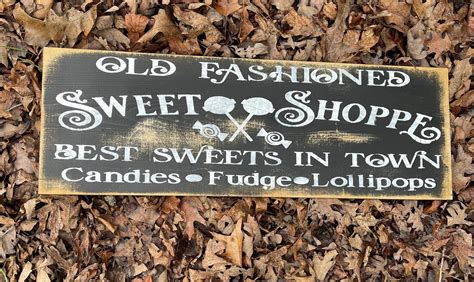 OLD FASHIONED
SWEET SHOPPE
BEST SWEETS IN TOWN
Candies • Fudge • Lollipops